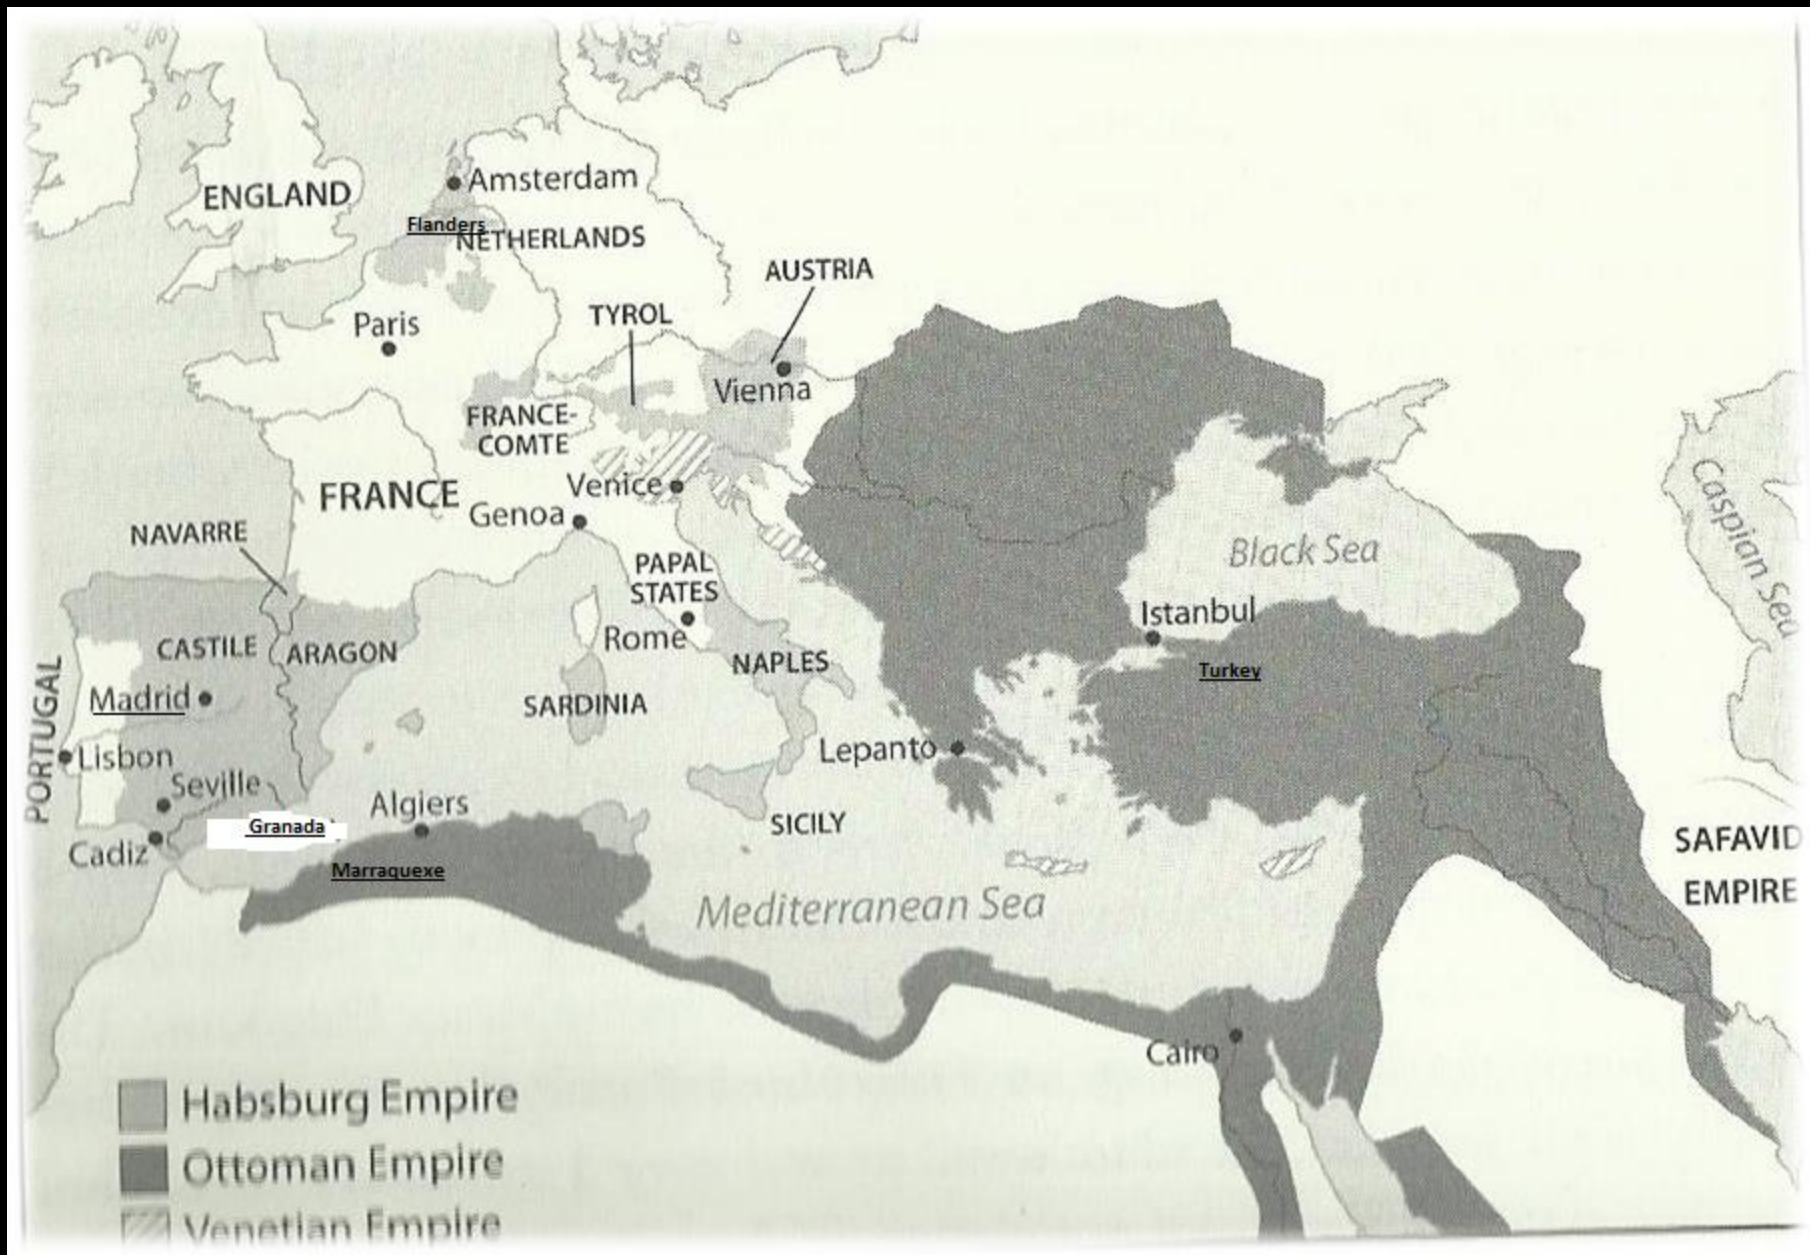 ENGLAND
Amsterdam
Flanders
NETHERLANDS
AUSTRIA
TYROL
Paris
Vienna
FRANCE-
COMTE
FRANCE
Venice
Genoa
NAVARRE
PAPAL
STATES
Rome
Black Sea
Caspian Sea
Istanbul
Turkey
CASTILE
ARAGON
NAPLES
PORTUGAL
Madrid
SARDINIA
Lisbon
Lepanto
Seville
Algiers
Granada
SICILY
Cadiz
Marraquexe
SAFAVID
EMPIRE
Mediterranean Sea
Cairo
Habsburg Empire
Ottoman Empire
Venetian Empire